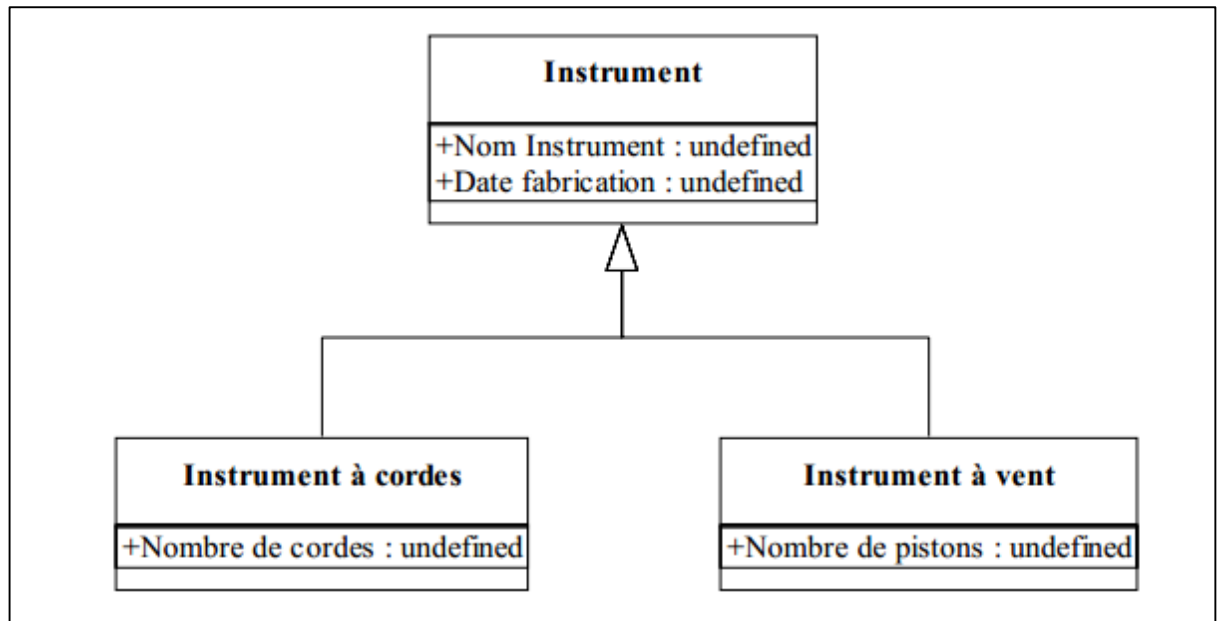 Instrument
+Nom Instrument : undefined
+Date fabrication : undefined
Instrument à cordes
+Nombre de cordes : undefined
Instrument à vent
+Nombre de pistons : undefined